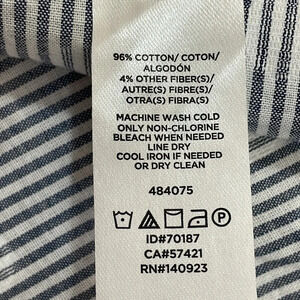 96% COTTON/ COTON/
ALGODÓN
4% OTHER FIBER(S)/
AUTRE(S) FIBRE(S)/
OTRA(S) FIBRA(S)
MACHINE WASH COLD
ONLY NON-CHLORINE
BLEACH WHEN NEEDED
LINE DRY
COOL IRON IF NEEDED
OR DRY CLEAN
484075
ID#70187
CA#57421
RN#140923